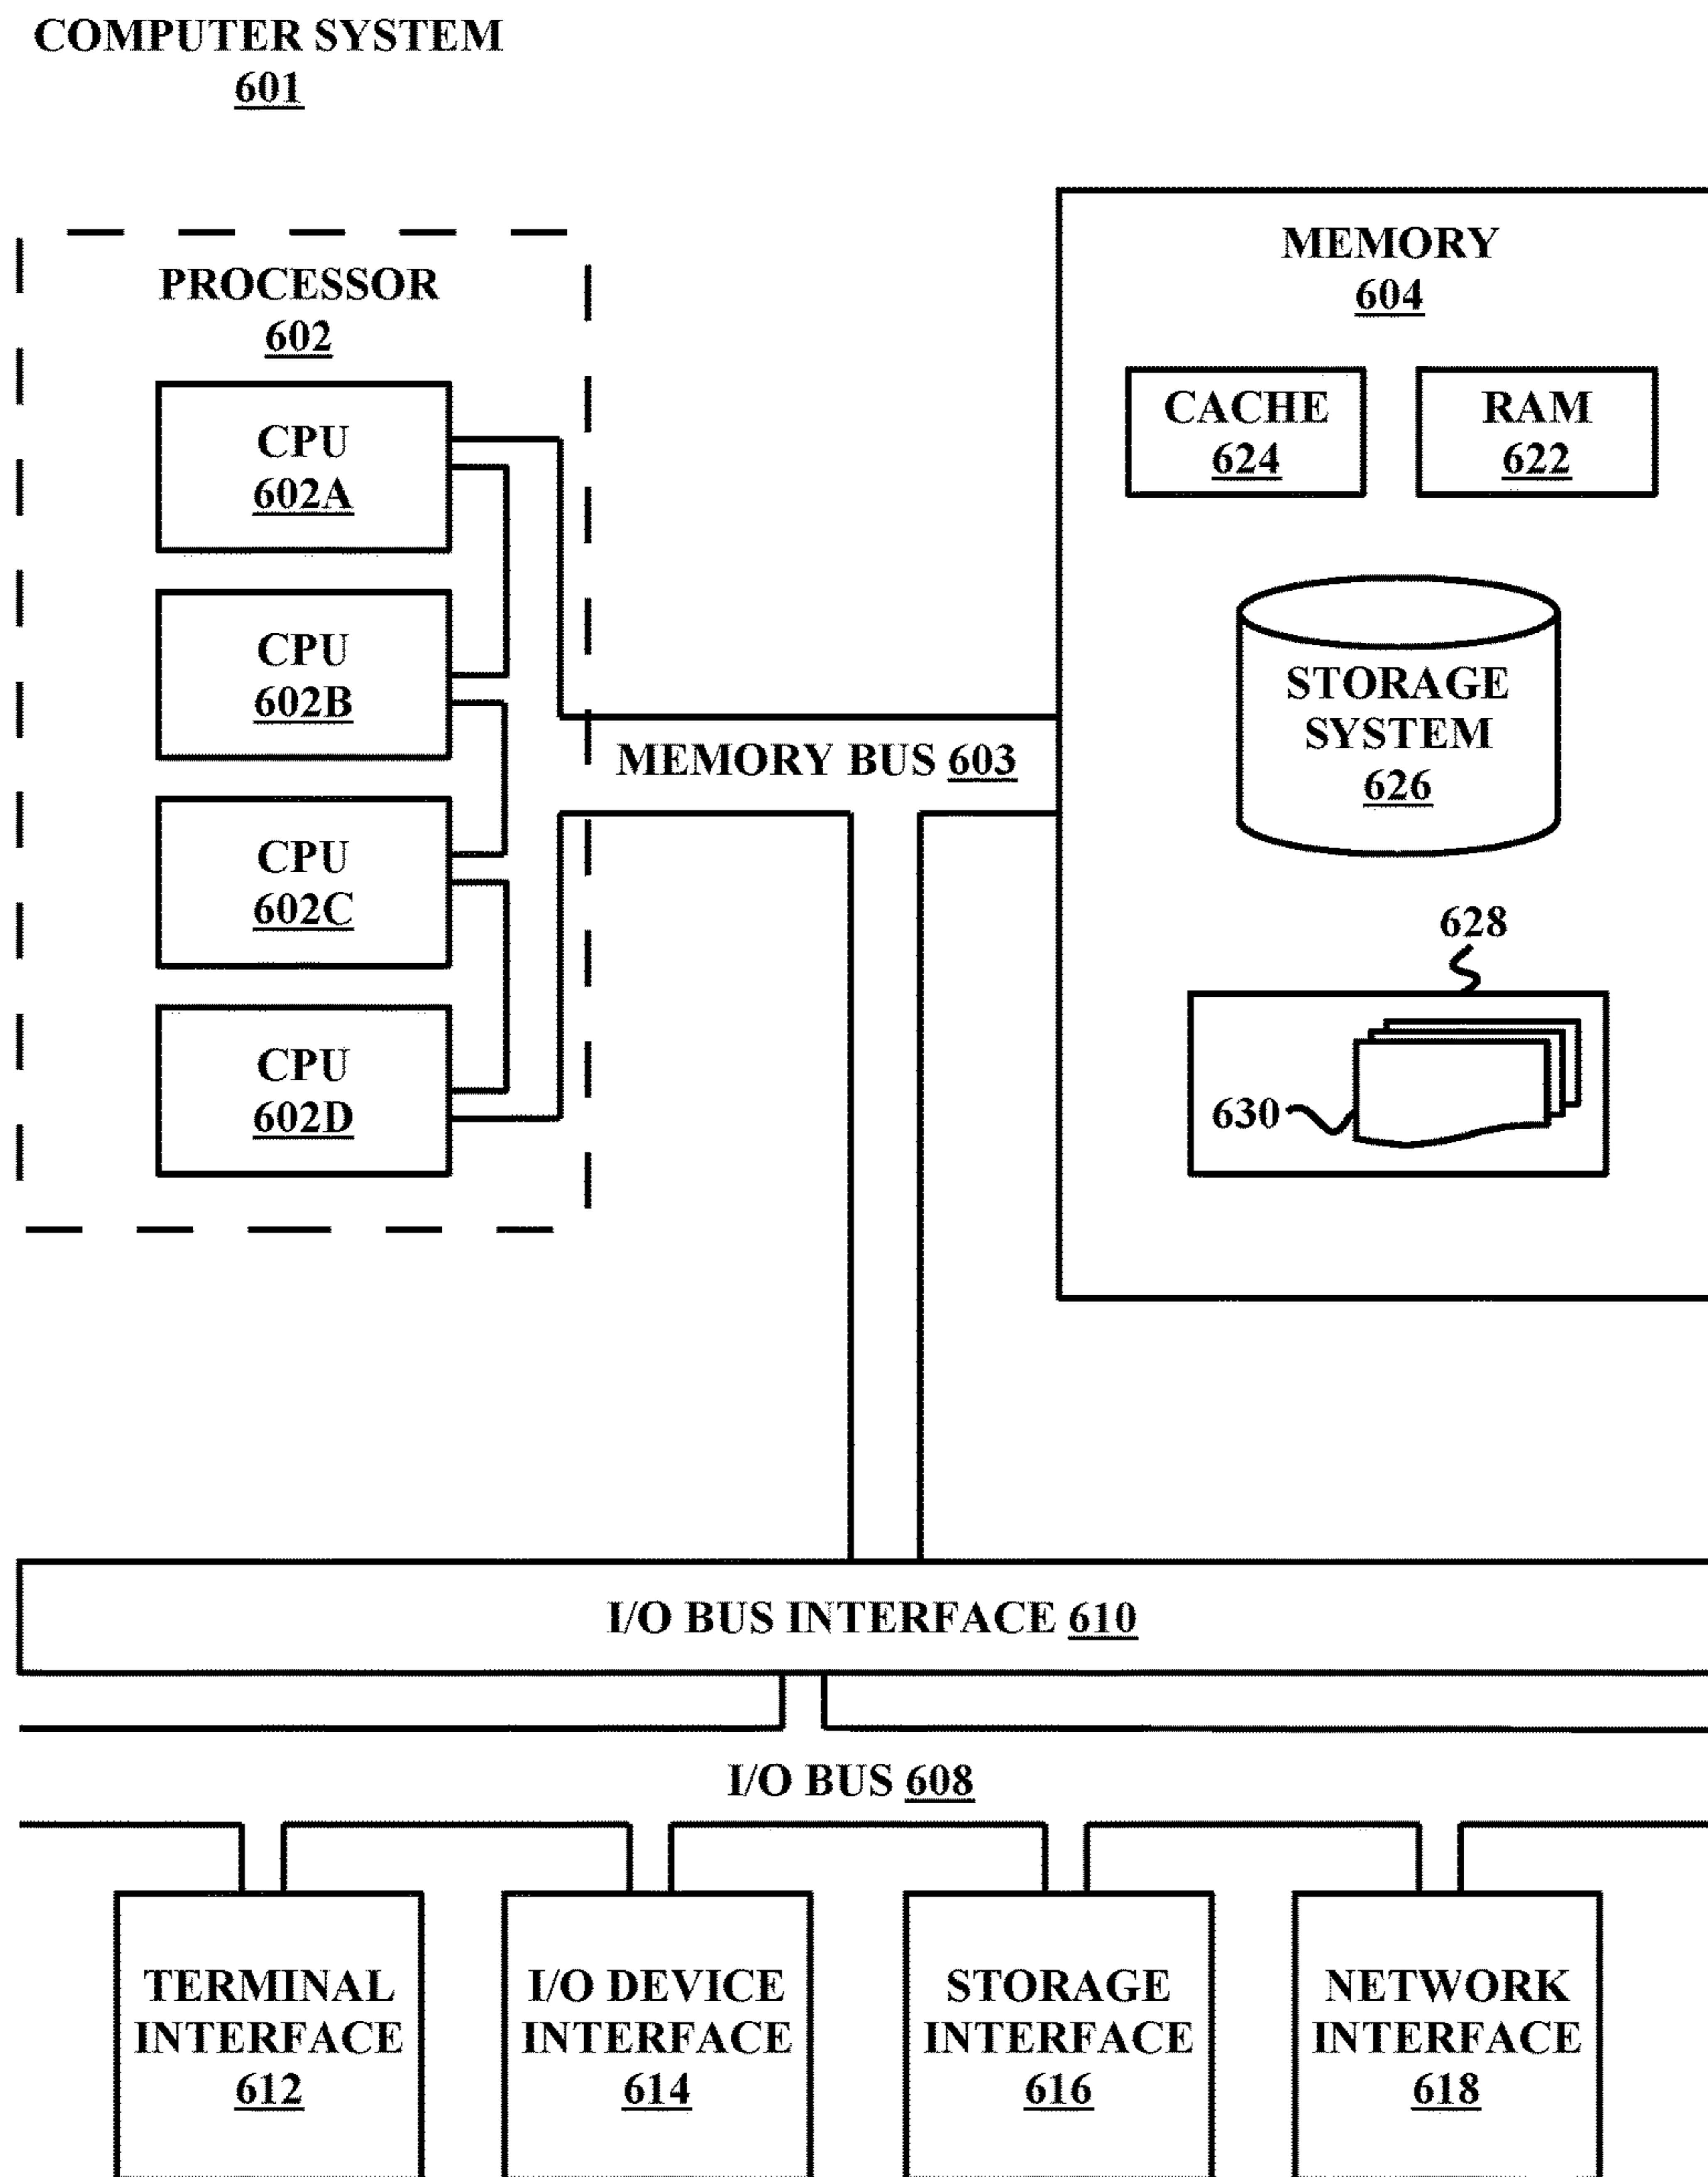 COMPUTER SYSTEM
601
PROCESSOR
602
CPU
602A
CPU
602B
CPU
602C
CPU
602D
MEMORY BUS 603
MEMORY
604
CACHE
624
RAM
622
STORAGE
SYSTEM
626
628
630
I/O BUS INTERFACE 610
I/O BUS 608
TERMINAL
INTERFACE
612
I/O DEVICE
INTERFACE
614
STORAGE
INTERFACE
616
NETWORK
INTERFACE
618